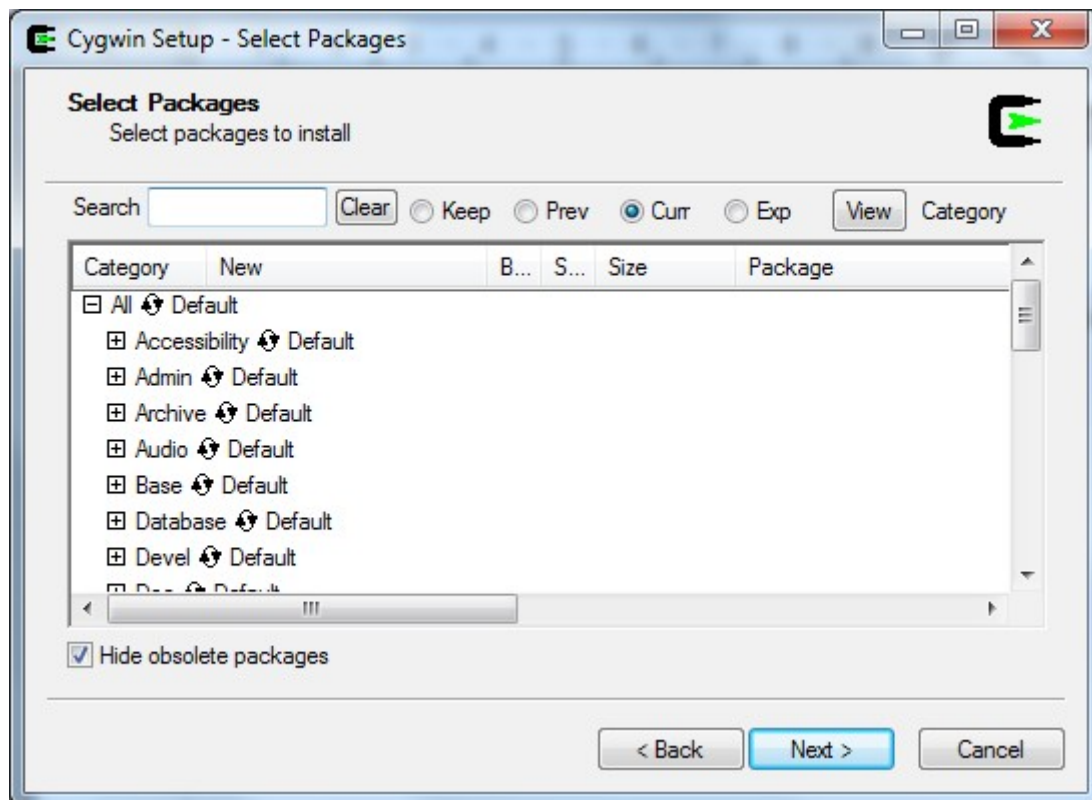 Cygwin Setup - Select Packages
Select Packages
Select packages to install
Search Clear Keep Prev Curr Exp View Category
Category New B... S... Size Package
All Default
Accessibility Default
Admin Default
Archive Default
Audio Default
Base Default
Database Default
Devel Default
Hide obsolete packages
< Back Next > Cancel